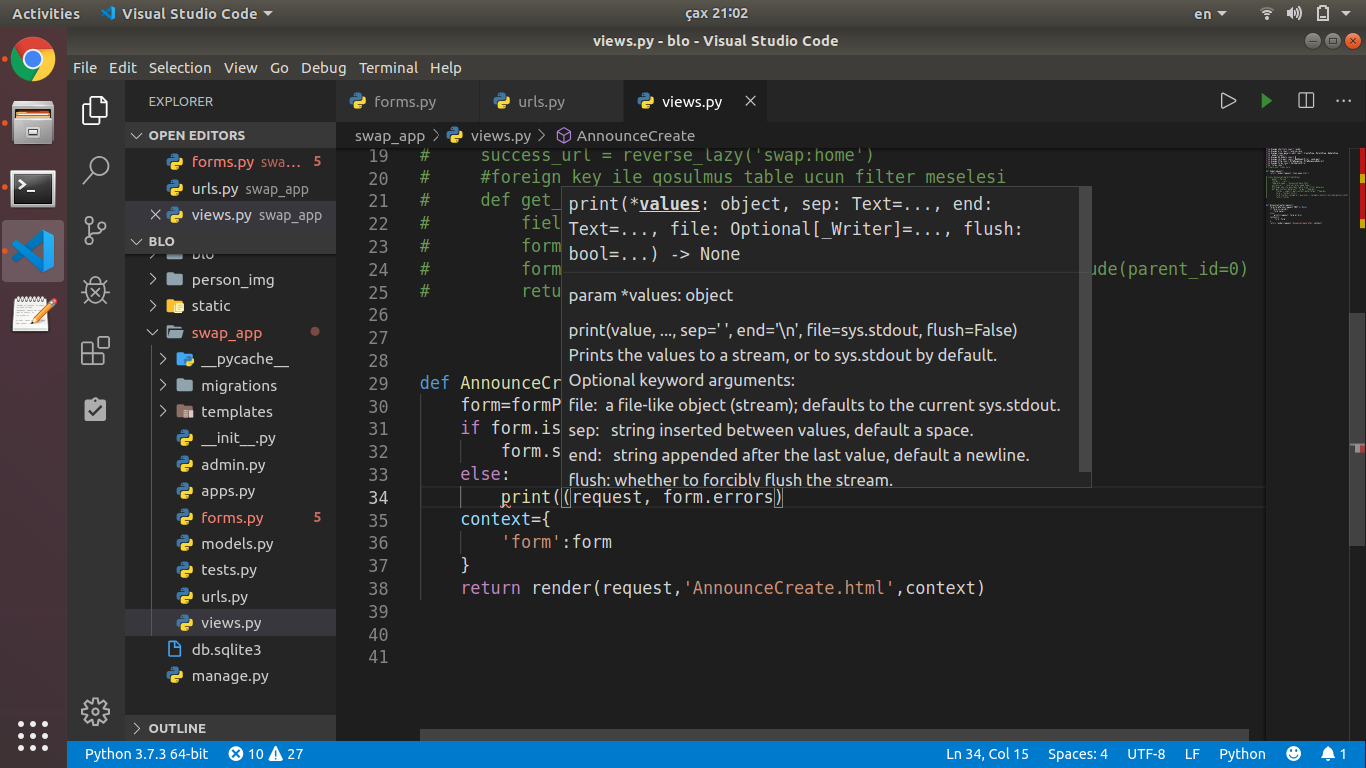 Activities
Visual Studio Code
çax 21:02
en
views.py - blo - Visual Studio Code
File Edit Selection View Go Debug Terminal Help
EXPLORER
OPEN EDITORS
forms.py swa... 5
urls.py swap_app
views.py swap_app
BLO
blo
person_img
static
swap_app
__pycache__
migrations
templates
__init__.py
admin.py
apps.py
forms.py 5
models.py
tests.py
urls.py
views.py
db.sqlite3
manage.py
OUTLINE
forms.py
urls.py
views.py
swap_app > views.py > AnnounceCreate
19 #     success_url = reverse_lazy('swap:home')
20 #     #foreign key ile qosulmus table ucun filter meselesi
21 #     def get_
22 #         fiel
23 #         form
24 #         form ude(parent_id=0)
25 #         retu
26
27
28
29 def AnnounceCr
30     form=formP
31     if form.is
32         form.s
33     else:
34         print((request, form.errors)
35     context={
36         'form':form
37     }
38     return render(request,'AnnounceCreate.html',context)
39
40
41
print(*values: object, sep: Text=..., end:
Text=..., file: Optional[_Writer]=..., flush:
bool=...) -> None
param *values: object
print(value, ..., sep=' ', end='\n', file=sys.stdout, flush=False)
Prints the values to a stream, or to sys.stdout by default.
Optional keyword arguments:
file:  a file-like object (stream); defaults to the current sys.stdout.
sep:   string inserted between values, default a space.
end:   string appended after the last value, default a newline.
flush: whether to forcibly flush the stream.
Python 3.7.3 64-bit
10 27
Ln 34, Col 15
Spaces: 4
UTF-8
LF
Python
1